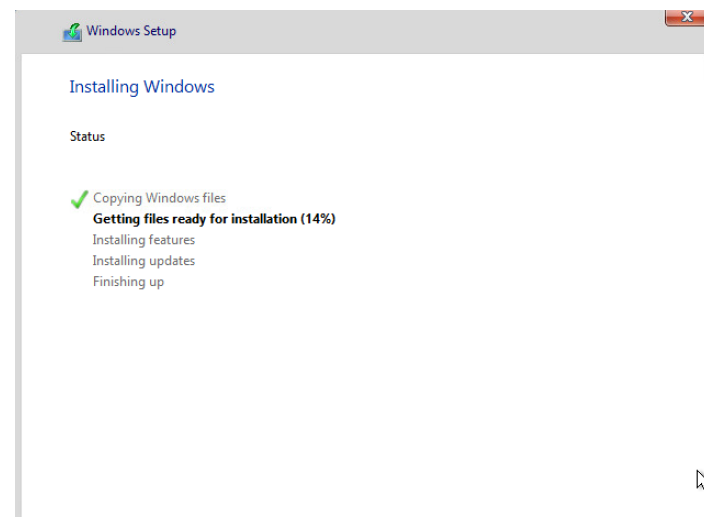 Windows Setup
Installing Windows
Status
Copying Windows files
Getting files ready for installation (14%)
Installing features
Installing updates
Finishing up